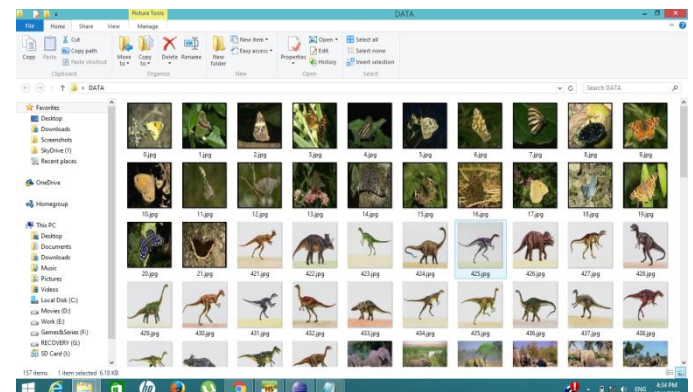 Picture Tools
DATA
File Home Share View Manage
Copy
Paste
Cut
Copy path
Paste shortcut
Move to
Copy to
Delete
Rename
New folder
New item
Easy access
Properties
Open
Edit
History
Select all
Select none
Invert selection
Clipboard
Organize
New
Open
Select
DATA
Search DATA
Favorites
Desktop
Downloads
Screenshots
SkyDrive (1)
Recent places
OneDrive
Homegroup
This PC
Desktop
Documents
Downloads
Music
Pictures
Videos
Local Disk (C:)
Movies (D:)
Work (E:)
Games&Series (F:)
RECOVERY (G:)
SD Card (I:)
0.jpg 1.jpg 2.jpg 3.jpg 4.jpg 5.jpg 6.jpg 7.jpg 8.jpg 9.jpg
10.jpg 11.jpg 12.jpg 13.jpg 14.jpg 15.jpg 16.jpg 17.jpg 18.jpg 19.jpg
20.jpg 21.jpg 421.jpg 422.jpg 423.jpg 424.jpg 425.jpg 426.jpg 427.jpg 428.jpg
429.jpg 430.jpg 431.jpg 432.jpg 433.jpg 434.jpg 435.jpg 436.jpg 437.jpg 438.jpg
157 items 1 item selected 6.18 KB
hp
ENG
4:34 PM